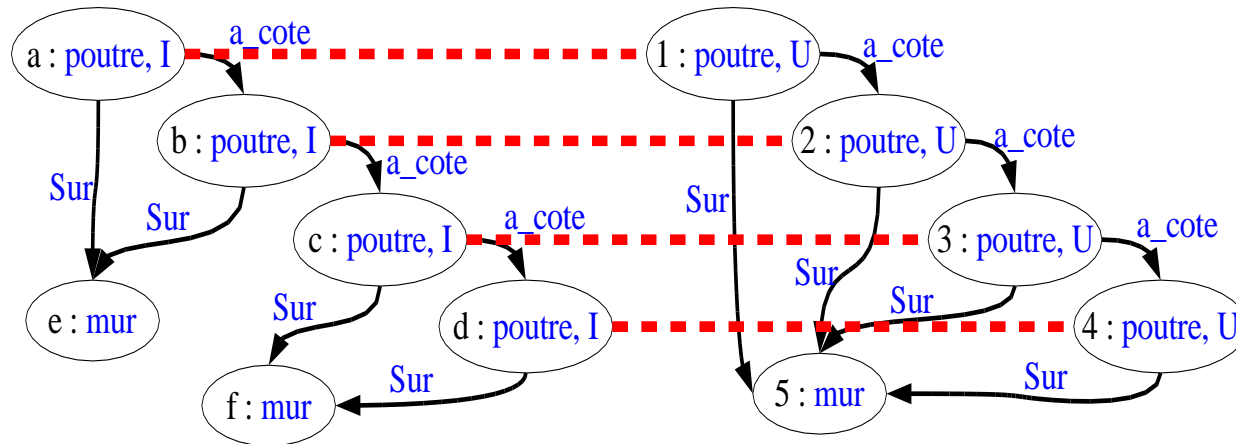 a_cote
a : poutre, I
1 : poutre, U
a_cote
b : poutre, I
2 : poutre, U
a_cote
a_cote
Sur
Sur
Sur
a_cote
c : poutre, I
3 : poutre, U
a_cote
Sur
Sur
Sur
e : mur
d : poutre, I
4 : poutre, U
Sur
Sur
f : mur
5 : mur